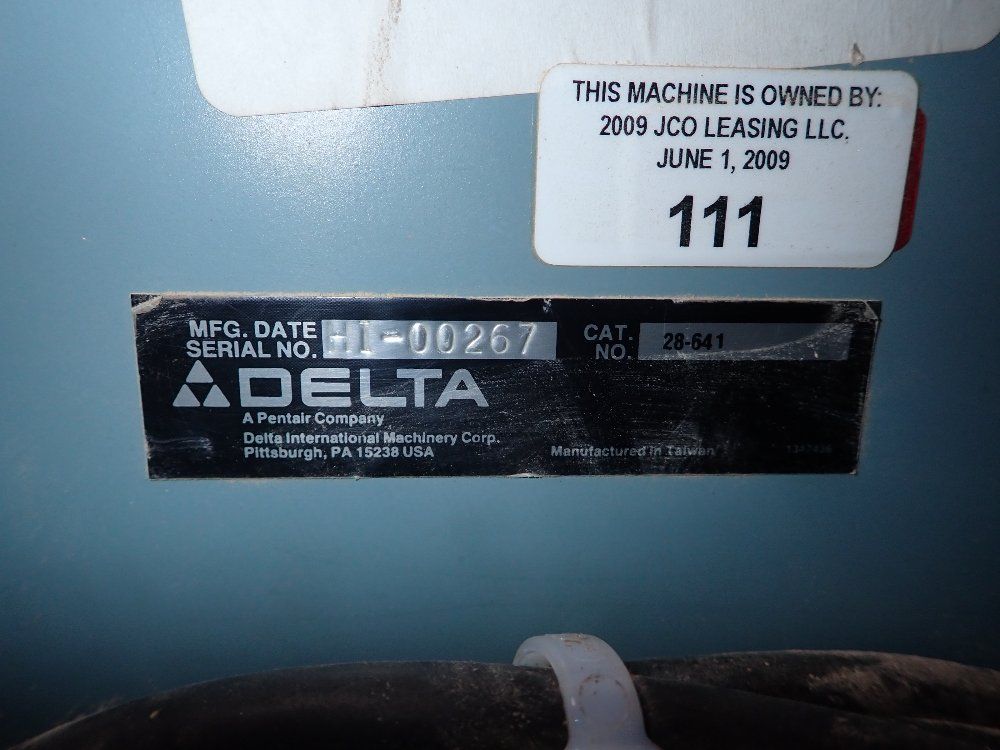 THIS MACHINE IS OWNED BY:
2009 JCO LEASING LLC.
JUNE 1, 2009
111
MFG. DATE
SERIAL NO.
HI-00267
CAT.
NO.
28-641
DELTA
A Pentair Company
Delta International Machinery Corp.
Pittsburgh, PA 15238 USA
Manufactured in Taiwan